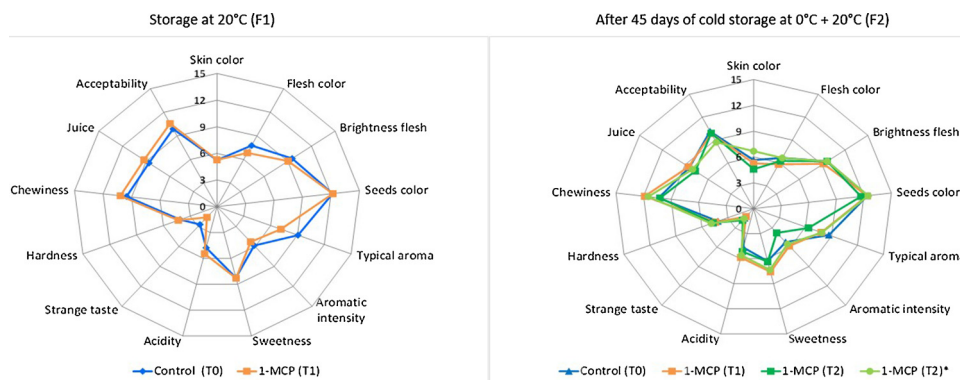 Storage at 20°C (F1)
Skin color
15
12
9
6
3
0
Flesh color
Brightness flesh
Seeds color
Typical aroma
Aromatic
intensity
Sweetness
Acidity
Strange taste
Hardness
Chewiness
Juice
Acceptability
Control (T0)
1-MCP (T1)
After 45 days of cold storage at 0°C + 20°C (F2)
Skin color
15
12
9
6
3
0
Flesh color
Brightness flesh
Seeds color
Typical aroma
Aromatic intensity
Sweetness
Acidity
Strange taste
Hardness
Chewiness
Juice
Acceptability
Control (T0)
1-MCP (T1)
1-MCP (T2)
1-MCP (T2)*